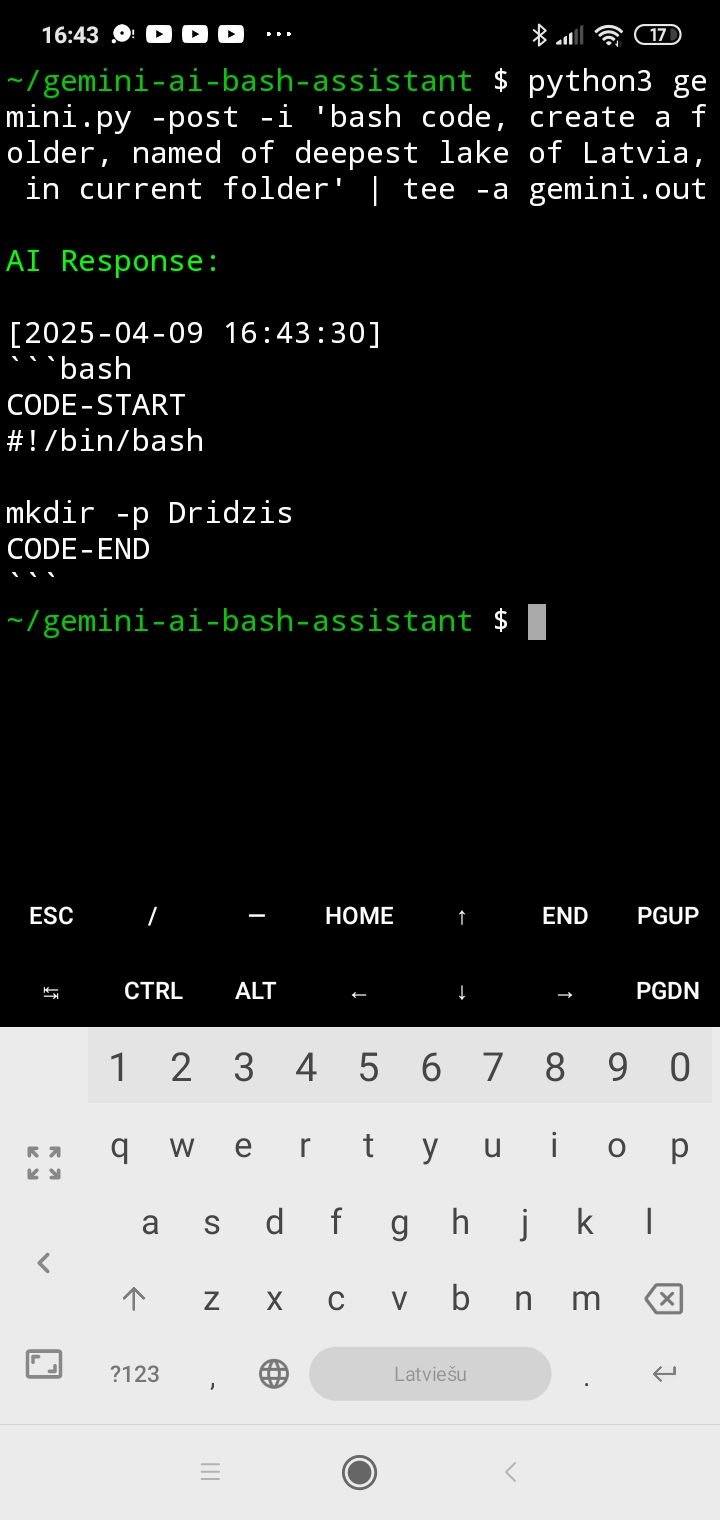 16:43 17
~/gemini-ai-bash-assistant $ python3 ge
mini.py -post -i 'bash code, create a f
older, named of deepest lake of Latvia,
 in current folder' | tee -a gemini.out
AI Response:
[2025-04-09 16:43:30]
```bash
CODE-START
#!/bin/bash
mkdir -p Dridzis
CODE-END
```
~/gemini-ai-bash-assistant $
ESC / — HOME ↑ END PGUP
↹ CTRL ALT ← ↓ → PGDN
1 2 3 4 5 6 7 8 9 0
q w e r t y u i o p
a s d f g h j k l
z x c v b n m
?123 , Latviešu .